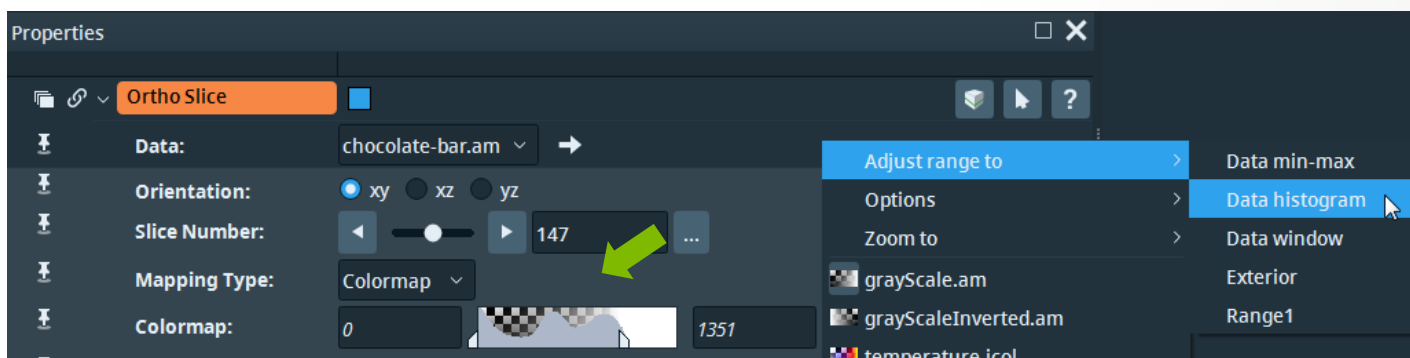 Properties
Ortho Slice
?
Data: chocolate-bar.am
Orientation: xy xz yz
Slice Number: 147 ...
Mapping Type: Colormap
Colormap: 0 1351
Adjust range to
Options
Zoom to
grayScale.am
grayScaleInverted.am
temperature.icol
Data min-max
Data histogram
Data window
Exterior
Range1